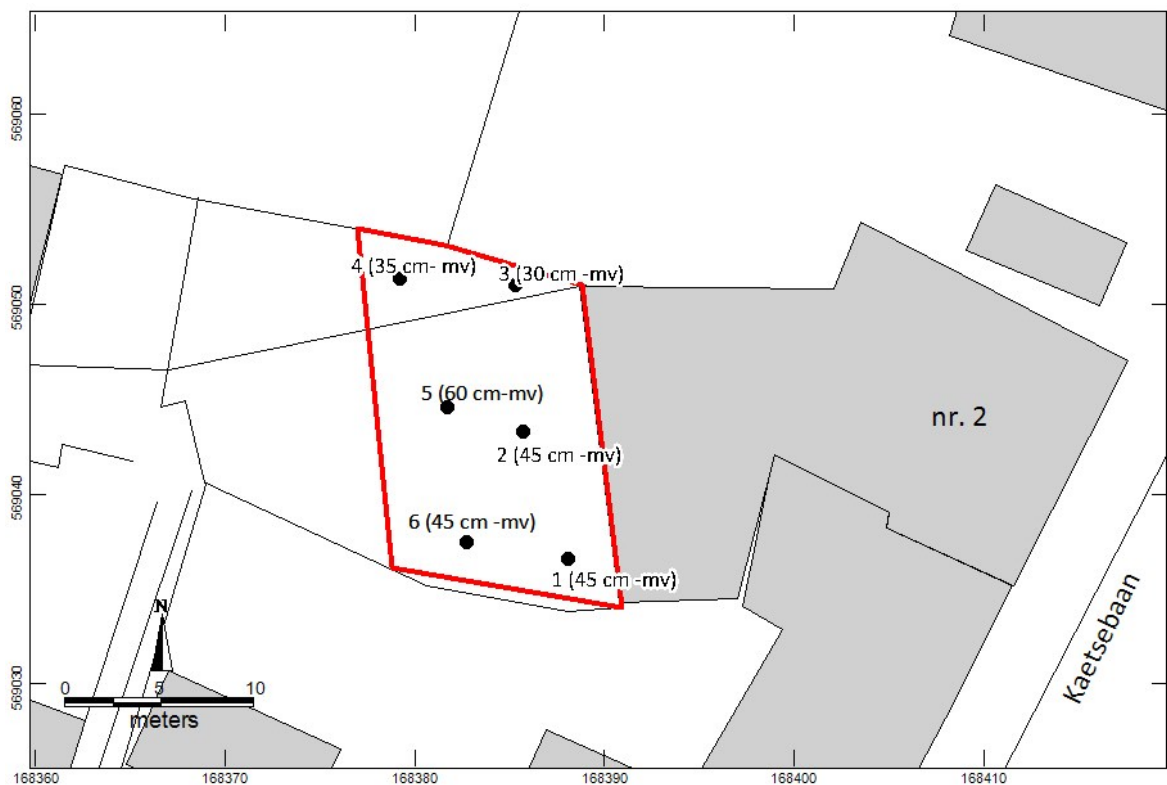 569060
4 (35 cm- mv)
3 (30 cm -mv)
569050
5 (60 cm-mv)
nr. 2
2 (45 cm -mv)
569040
6 (45 cm -mv)
1 (45 cm -mv)
N
Kaetsebaan
569030
0 5 10
meters
168360 168370 168380 168390 168400 168410